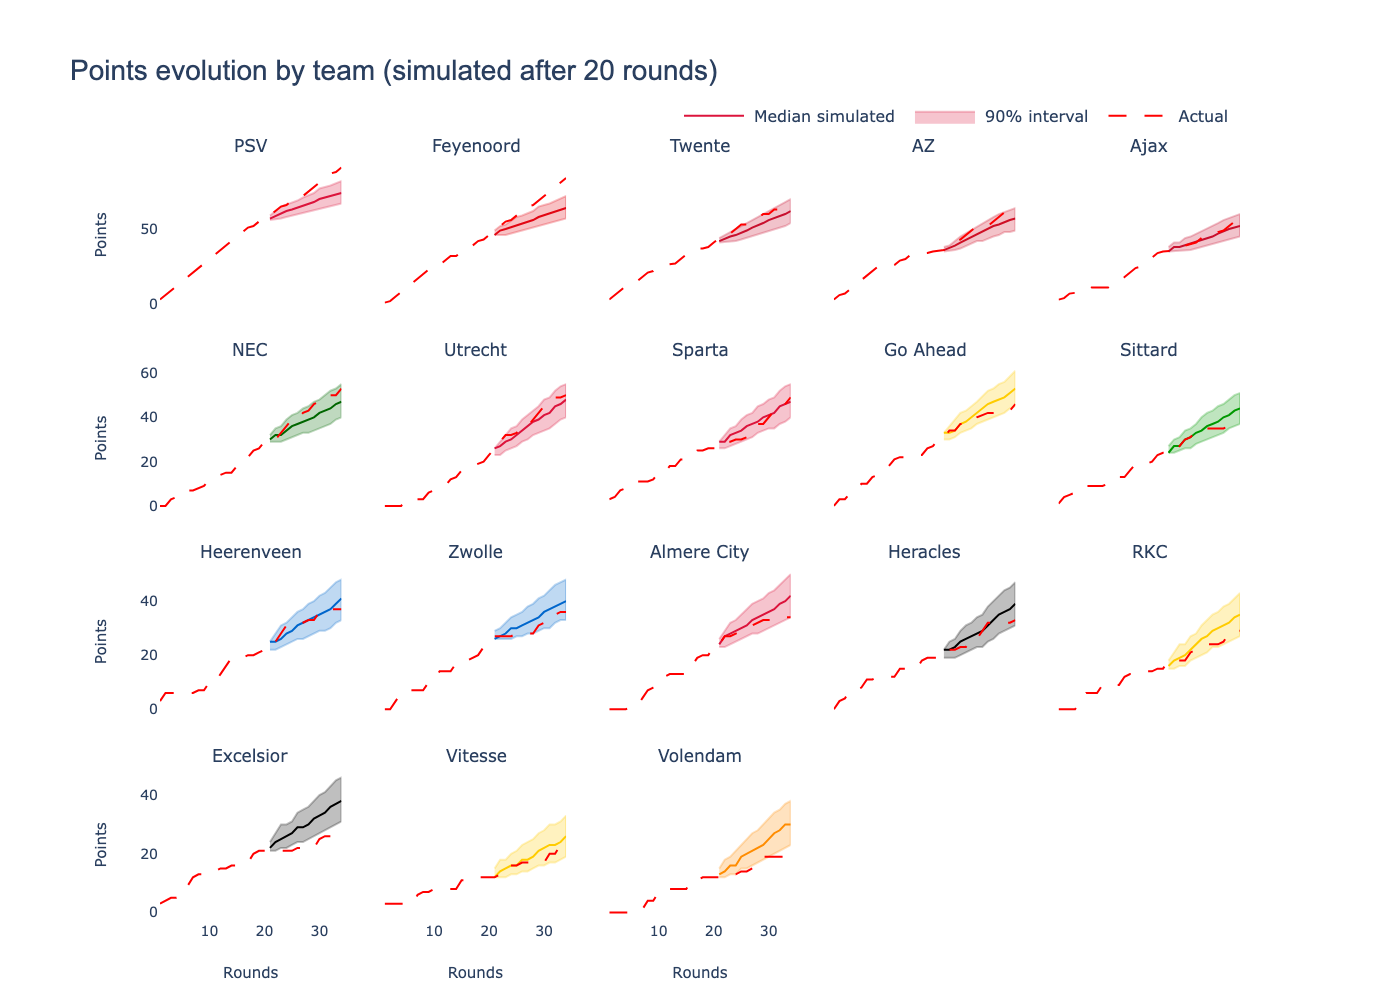 Points evolution by team (simulated after 20 rounds)
Median simulated 90% interval Actual
PSV Feyenoord Twente AZ Ajax
Points
50
0
NEC Utrecht Sparta Go Ahead Sittard
Points
60
40
20
0
Heerenveen Zwolle Almere City Heracles RKC
Points
40
20
0
Excelsior Vitesse Volendam
Points
40
20
0
10 20 30 10 20 30 10 20 30
Rounds Rounds Rounds